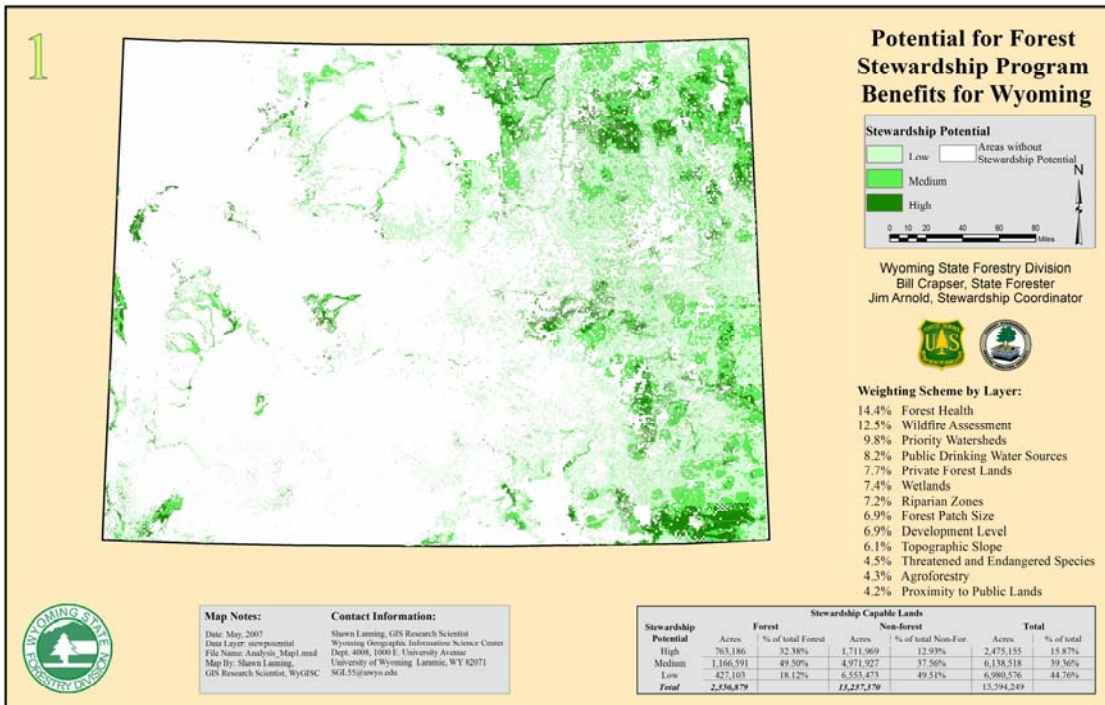 1
Potential for Forest
Stewardship Program
Benefits for Wyoming
Stewardship Potential
Low
Areas without
Stewardship Potential
Medium
High
N
0 10 20 40 60 80
Miles
Wyoming State Forestry Division
Bill Crapser, State Forester
Jim Arnold, Stewardship Coordinator
FOREST SERVICE
U S
DEPARTMENT OF AGRICULTURE
Weighting Scheme by Layer:
14.4% Forest Health
12.5% Wildfire Assessment
9.8% Priority Watersheds
8.2% Public Drinking Water Sources
7.7% Private Forest Lands
7.4% Wetlands
7.2% Riparian Zones
6.9% Forest Patch Size
6.9% Development Level
6.1% Topographic Slope
4.5% Threatened and Endangered Species
4.3% Agroforestry
4.2% Proximity to Public Lands
WYOMING STATE
FORESTRY DIVISION
Map Notes:
Date: May, 2007
Data Layer: stewpotential
File Name: Analysis_Map1.mxd
Map By: Shawn Lanning,
GIS Research Scientist, WyGISC
Contact Information:
Shawn Lanning, GIS Research Scientist
Wyoming Geographic Information Science Center
Dept. 4008, 1000 E. University Avenue
University of Wyoming Laramie, WY 82071
SGL55@uwyo.edu
Stewardship Capable Lands
Stewardship Forest Non-forest Total
Potential Acres % of total Forest Acres % of total Non-For. Acres % of total
High 763,186 32.38% 1,711,969 12.93% 2,475,155 15.87%
Medium 1,166,591 49.50% 4,971,927 37.56% 6,138,518 39.36%
Low 427,103 18.12% 6,553,473 49.51% 6,980,576 44.76%
Total 2,356,879 13,237,370 15,594,249